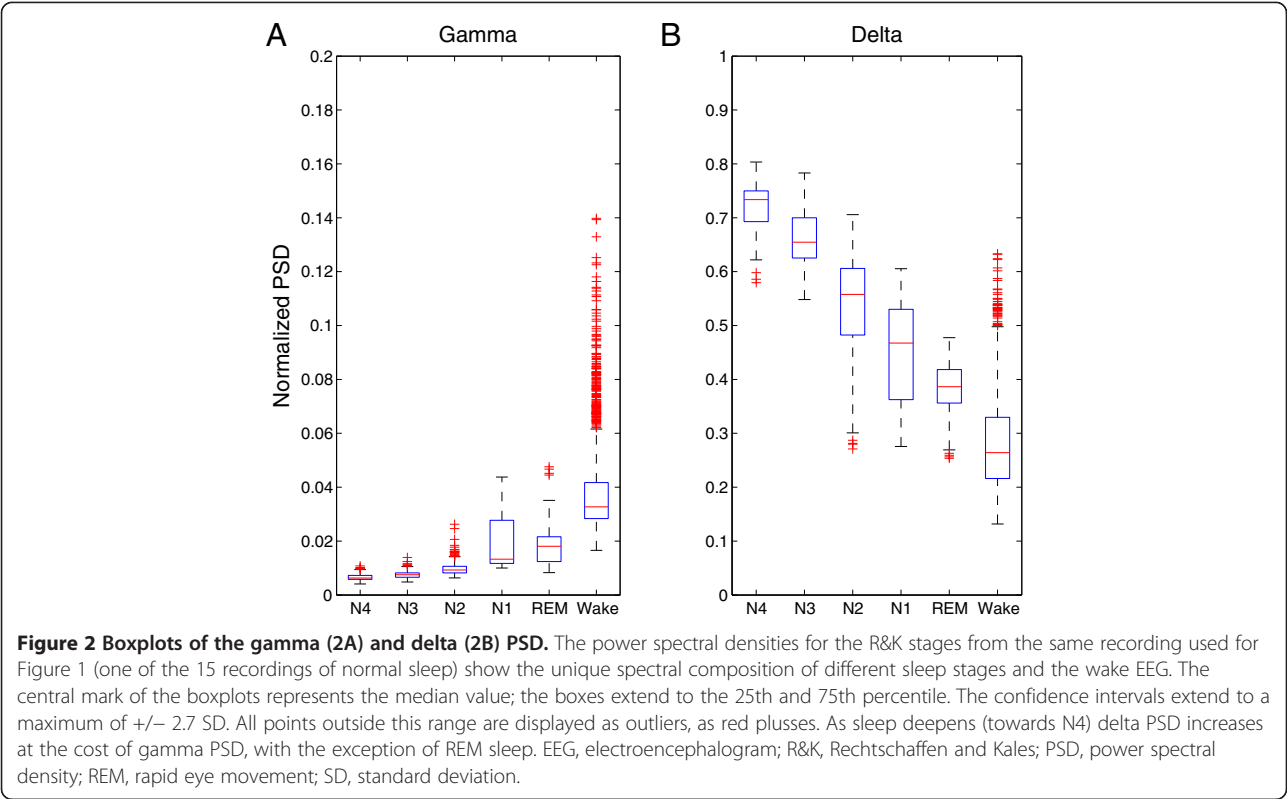 A
Gamma
B
Delta
0.2
0.18
0.16
0.14
0.12
0.1
0.08
0.06
0.04
0.02
0
Normalized PSD
N4 N3 N2 N1 REM Wake
1
0.9
0.8
0.7
0.6
0.5
0.4
0.3
0.2
0.1
0
N4 N3 N2 N1 REM Wake
Figure 2 Boxplots of the gamma (2A) and delta (2B) PSD. The power spectral densities for the R&K stages from the same recording used for
Figure 1 (one of the 15 recordings of normal sleep) show the unique spectral composition of different sleep stages and the wake EEG. The
central mark of the boxplots represents the median value; the boxes extend to the 25th and 75th percentile. The confidence intervals extend to a
maximum of +/− 2.7 SD. All points outside this range are displayed as outliers, as red plusses. As sleep deepens (towards N4) delta PSD increases
at the cost of gamma PSD, with the exception of REM sleep. EEG, electroencephalogram; R&K, Rechtschaffen and Kales; PSD, power spectral
density; REM, rapid eye movement; SD, standard deviation.